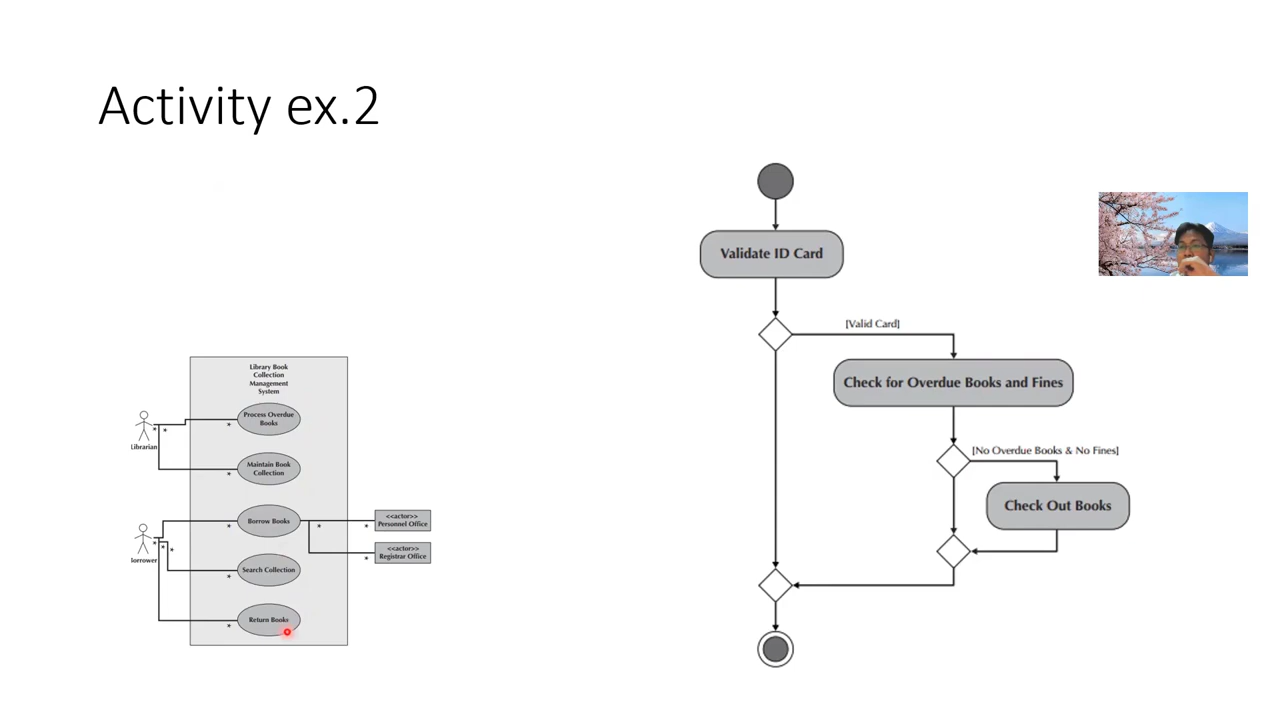 Activity ex.2
Library Book
Collection
Management
System
Process Overdue
Books
Librarian
Maintain Book
Collection
Borrow Books
<<actor>>
Personnel Office
<<actor>>
Registrar Office
Borrower
Search Collection
Return Books
* * * * * * * * * * * *
Validate ID Card
[Valid Card]
Check for Overdue Books and Fines
[No Overdue Books & No Fines]
Check Out Books